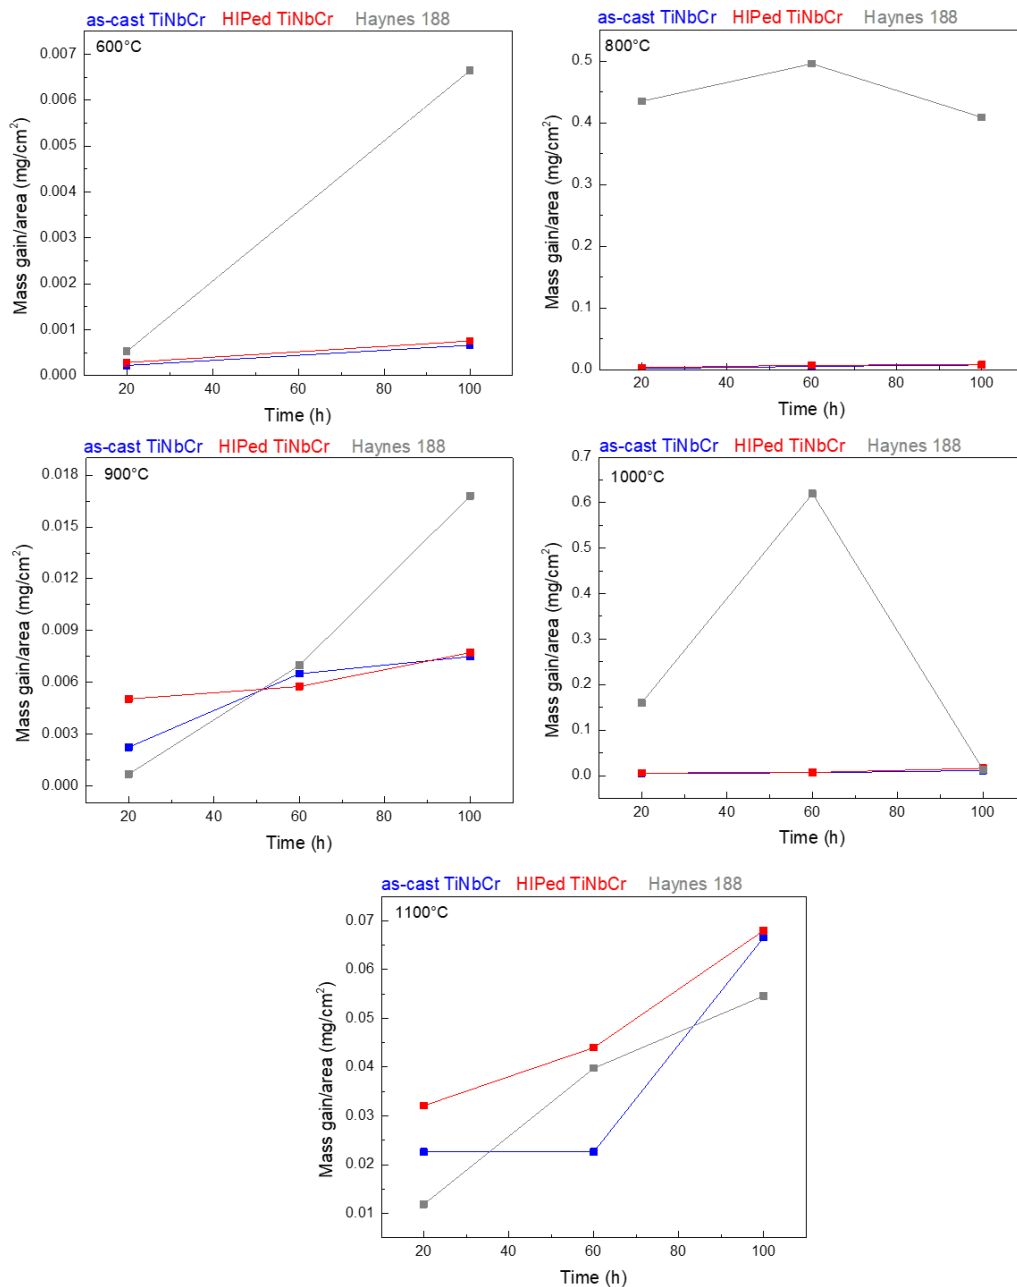 as-cast TiNbCr HIPed TiNbCr Haynes 188
600°C
Mass gain/area (mg/cm²)
0.007
0.006
0.005
0.004
0.003
0.002
0.001
0.000
20 40 60 80 100
Time (h)
as-cast TiNbCr HIPed TiNbCr Haynes 188
800°C
Mass gain/area (mg/cm²)
0.5
0.4
0.3
0.2
0.1
0.0
20 40 60 80 100
Time (h)
as-cast TiNbCr HIPed TiNbCr Haynes 188
900°C
Mass gain/area (mg/cm²)
0.018
0.015
0.012
0.009
0.006
0.003
0.000
20 40 60 80 100
Time (h)
as-cast TiNbCr HIPed TiNbCr Haynes 188
1000°C
Mass gain/area (mg/cm²)
0.7
0.6
0.5
0.4
0.3
0.2
0.1
0.0
20 40 60 80 100
Time (h)
as-cast TiNbCr HIPed TiNbCr Haynes 188
1100°C
Mass gain/area (mg/cm²)
0.07
0.06
0.05
0.04
0.03
0.02
0.01
20 40 60 80 100
Time (h)